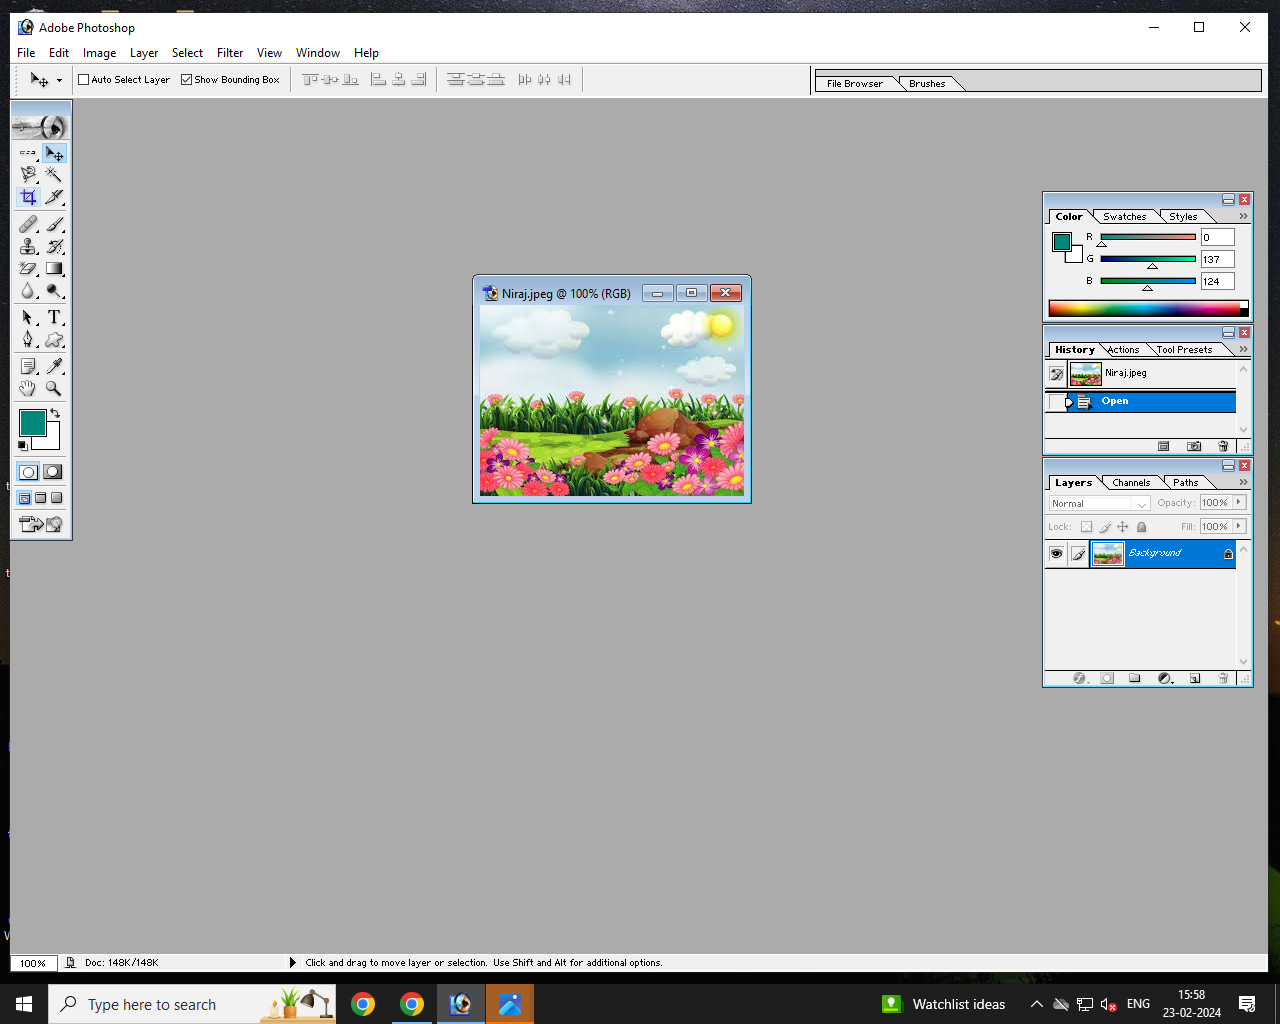 Adobe Photoshop
File Edit Image Layer Select Filter View Window Help
Auto Select Layer Show Bounding Box File Browser Brushes
Color Swatches Styles
R 0
G 137
B 124
Niraj.jpeg @ 100% (RGB)
History Actions Tool Presets
Niraj.jpeg
Open
Layers Channels Paths
Normal Opacity: 100%
Lock: Fill: 100%
Background
100% Doc: 148K/148K Click and drag to move layer or selection. Use Shift and Alt for additional options.
Type here to search Watchlist ideas ENG 15:58
23-02-2024